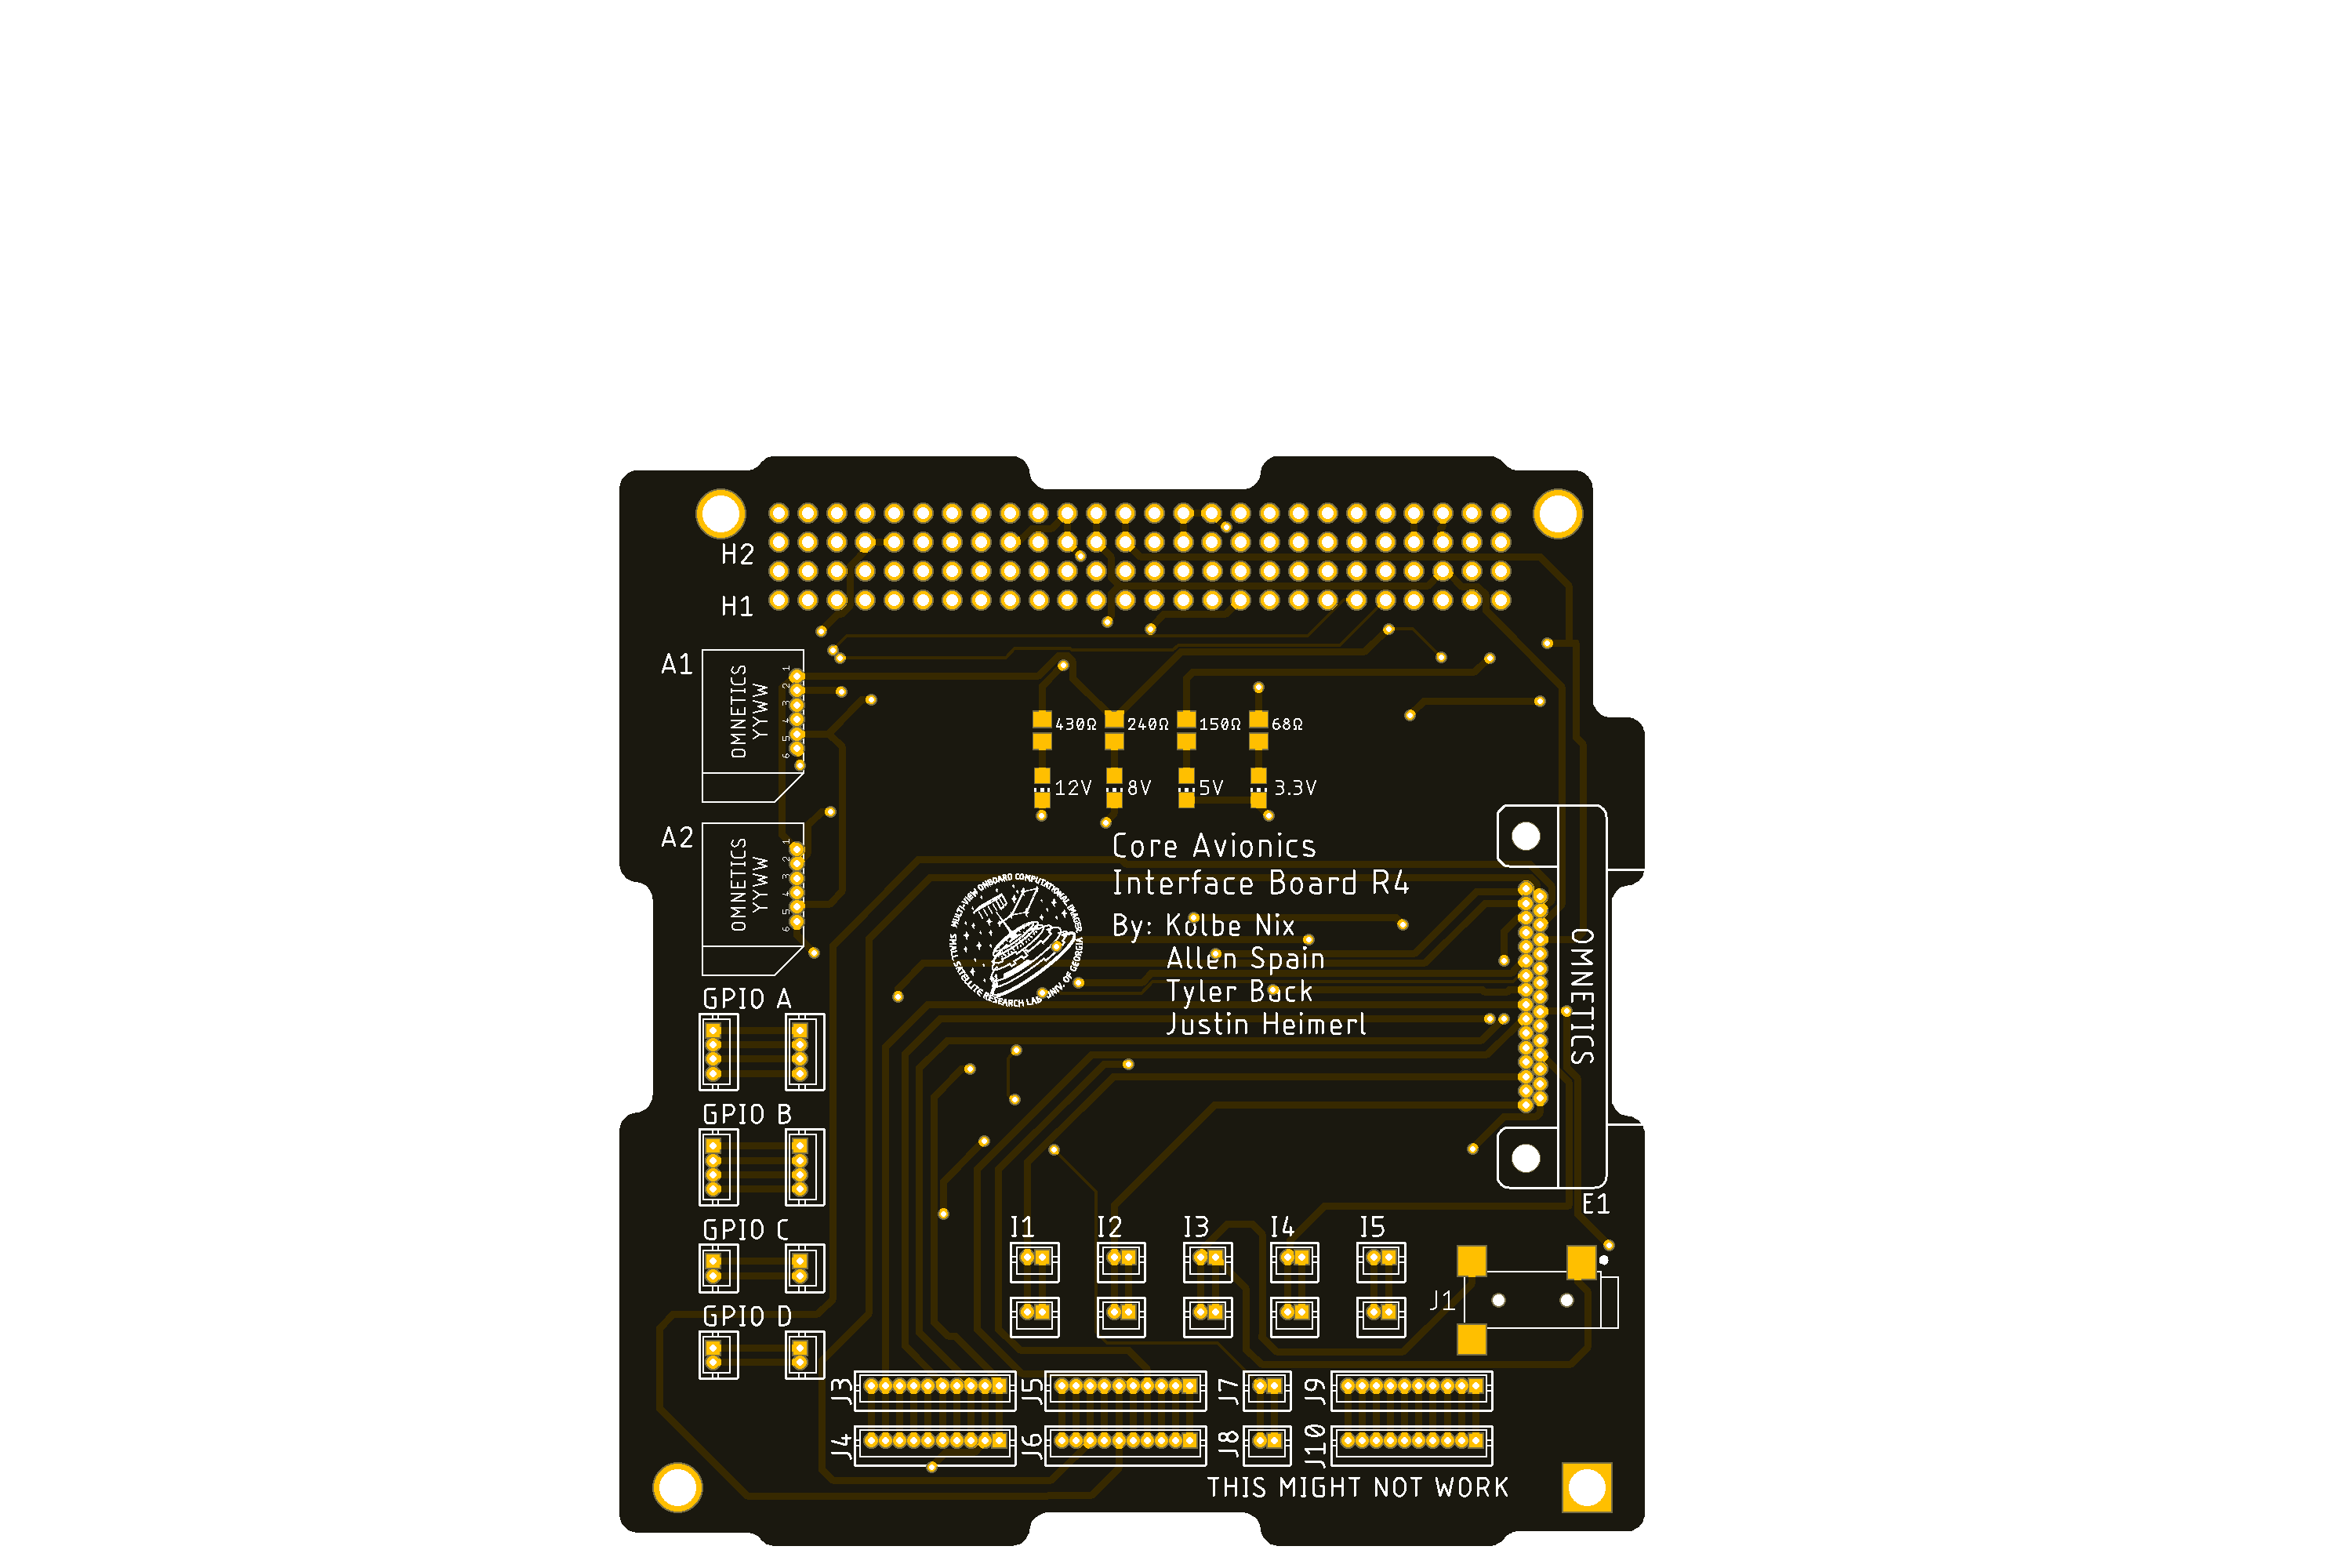 H2
H1
A1
1 2 3 4 5 6
OMNETICS
YYWW
430Ω 240Ω 150Ω 68Ω
12V 8V 5V 3.3V
A2
1 2 3 4 5 6
OMNETICS
YYWW
Core Avionics
Interface Board R4
By: Kolbe Nix
Allen Spain
Tyler Back
Justin Heimerl
MULTI-VIEW ONBOARD COMPUTATIONAL IMAGER
SMALL SATELLITE RESEARCH LAB UNIV. OF GEORGIA
OMNETICS
E1
GPIO A
GPIO B
GPIO C
GPIO D
I1 I2 I3 I4 I5
J1
J3 J5 J7 J9
J4 J6 J8 J10
THIS MIGHT NOT WORK